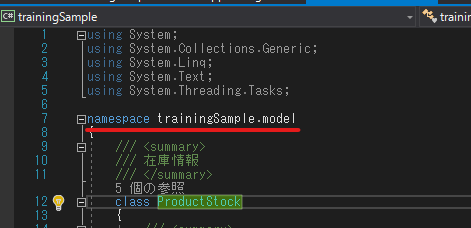 C# trainingSample
trainin
1 using System;
2 using System.Collections.Generic;
3 using System.Linq;
4 using System.Text;
5 using System.Threading.Tasks;
6
7 namespace trainingSample.model
8 {
9 /// <summary>
10 /// 在庫情報
11 /// </summary>
5 個の参照
12 class ProductStock
13 {
/// <summary>